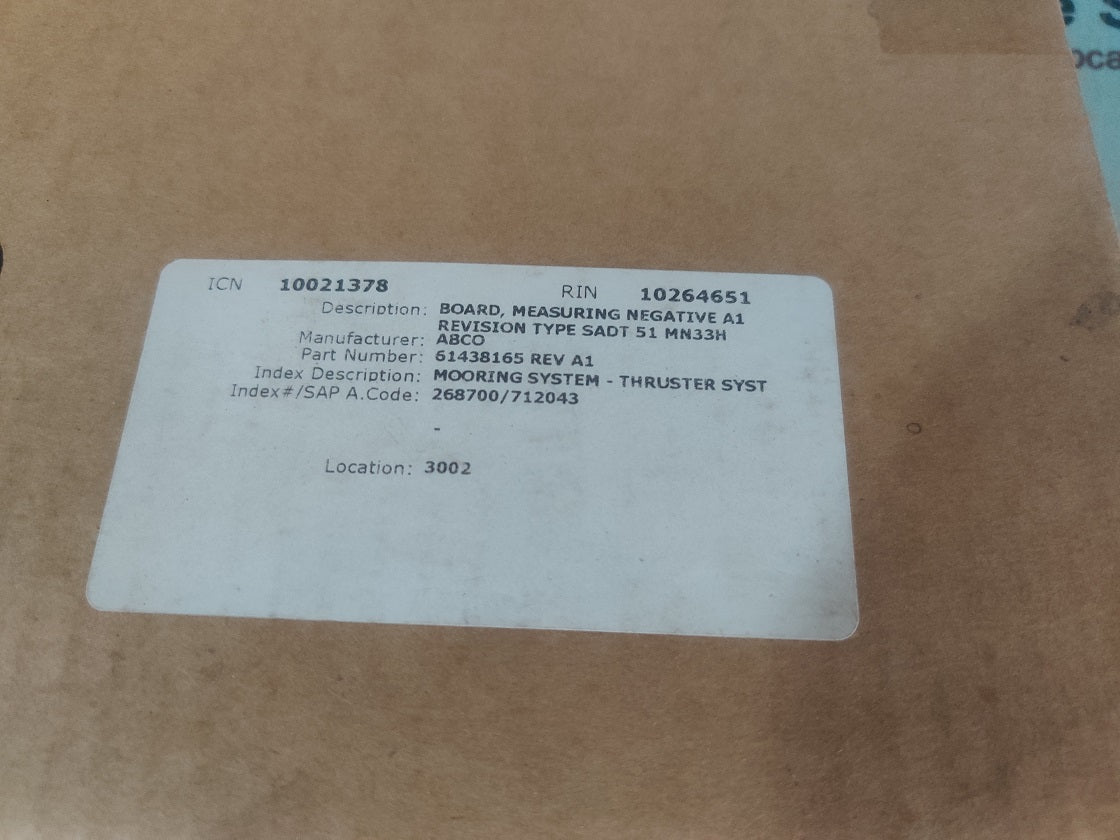 ICN 10021378 RIN 10264651
Description: BOARD, MEASURING NEGATIVE A1
REVISION TYPE SADT 51 MN33H
Manufacturer: ABCO
Part Number: 61438165 REV A1
Index Description: MOORING SYSTEM - THRUSTER SYST
Index#/SAP A.Code: 268700/712043
-
Location: 3002